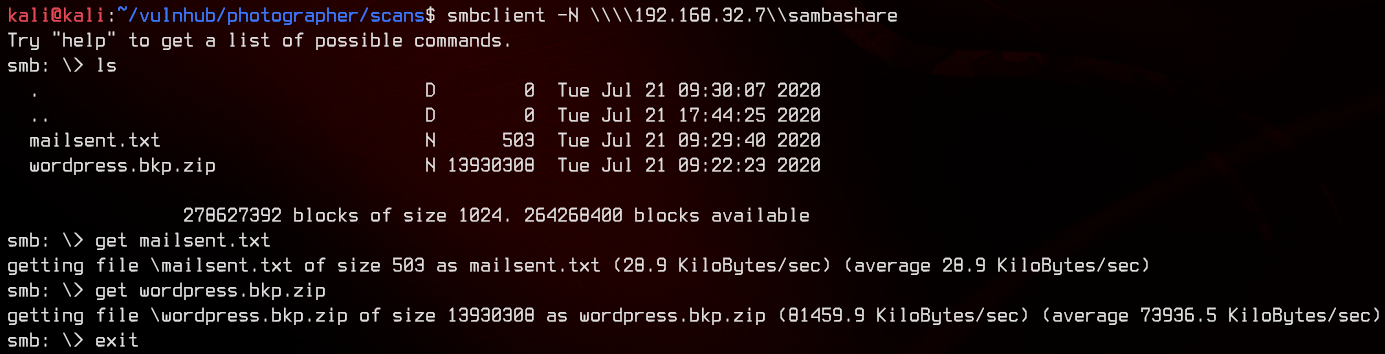 kali@kali:~/vulnhub/photographer/scans$ smbclient -N \\\\192.168.32.7\\sambashare
Try "help" to get a list of possible commands.
smb: \> ls
  .                                   D        0  Tue Jul 21 09:30:07 2020
  ..                                  D        0  Tue Jul 21 17:44:25 2020
  mailsent.txt                        N      503  Tue Jul 21 09:29:40 2020
  wordpress.bkp.zip                   N 13930308  Tue Jul 21 09:22:23 2020
                278627392 blocks of size 1024. 264268400 blocks available
smb: \> get mailsent.txt
getting file \mailsent.txt of size 503 as mailsent.txt (28.9 KiloBytes/sec) (average 28.9 KiloBytes/sec)
smb: \> get wordpress.bkp.zip
getting file \wordpress.bkp.zip of size 13930308 as wordpress.bkp.zip (81459.9 KiloBytes/sec) (average 73936.5 KiloBytes/sec)
smb: \> exit